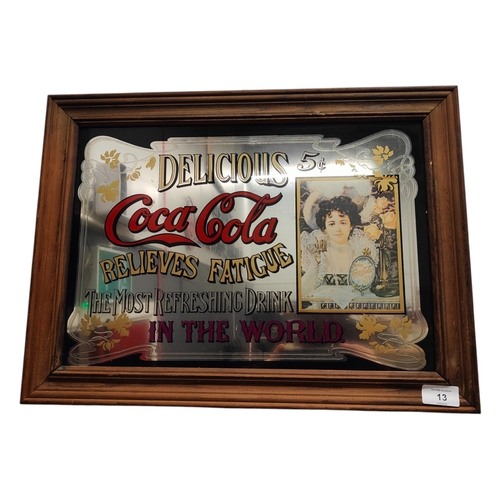 DELICIOUS 5¢
Coca-Cola
RELIEVES FATIGUE
THE MOST REFRESHING DRINK
IN THE WORLD
13